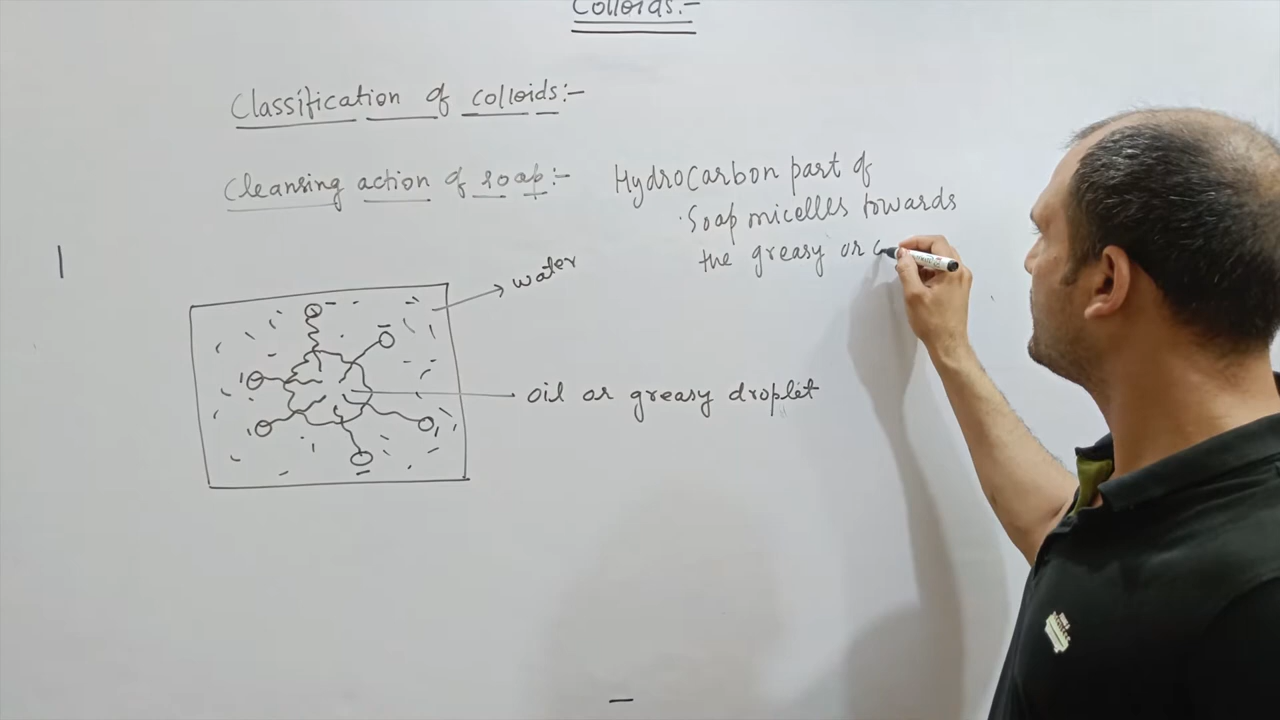 Colloids:-
Classification of colloids:-
Cleansing action of soap:-
Hydrocarbon part of
Soap micelles towards
the greasy or
water
oil or greasy droplet